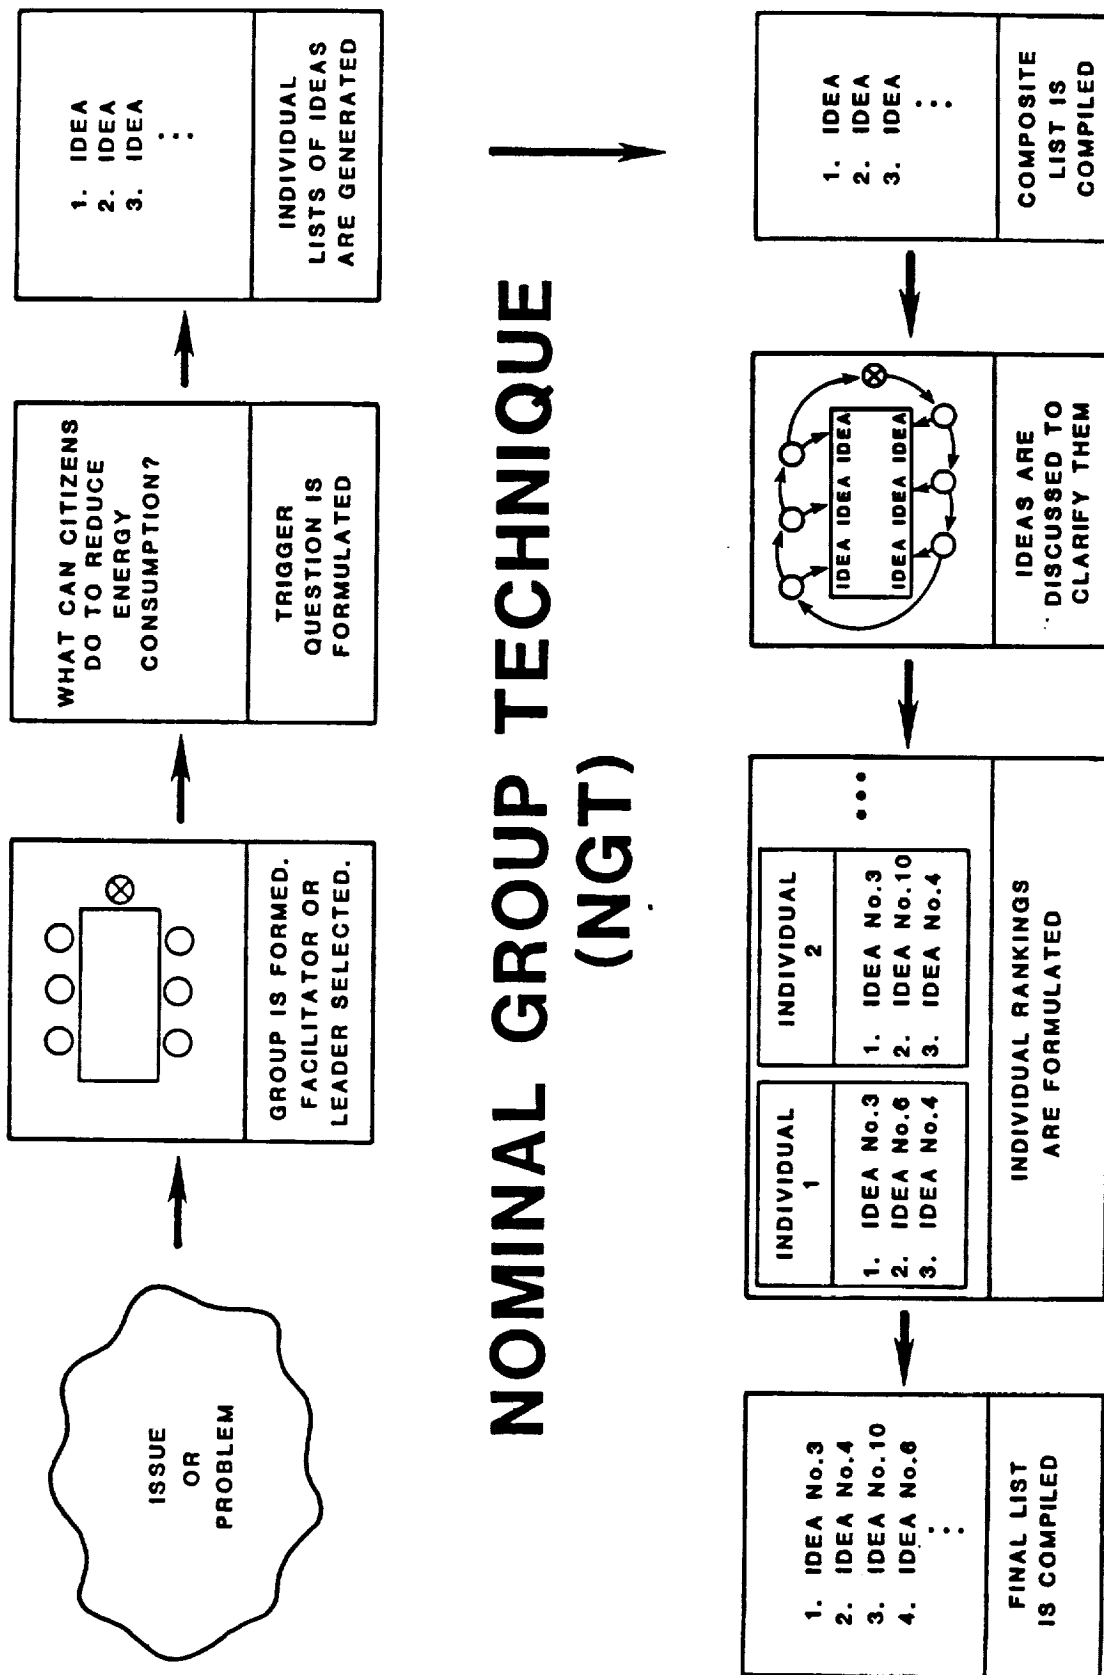 ISSUE
OR
PROBLEM
GROUP IS FORMED.
FACILITATOR OR
LEADER SELECTED.
WHAT CAN CITIZENS
DO TO REDUCE
ENERGY
CONSUMPTION?
TRIGGER
QUESTION IS
FORMULATED
1. IDEA
2. IDEA
3. IDEA
⋮
INDIVIDUAL
LISTS OF IDEAS
ARE GENERATED
NOMINAL GROUP TECHNIQUE
(NGT)
1. IDEA
2. IDEA
3. IDEA
⋮
COMPOSITE
LIST IS
COMPILED
IDEA IDEA IDEA
IDEA IDEA IDEA
IDEAS ARE
DISCUSSED TO
CLARIFY THEM
INDIVIDUAL
1
1. IDEA No.3
2. IDEA No.6
3. IDEA No.4
INDIVIDUAL
2
1. IDEA No.3
2. IDEA No.10
3. IDEA No.4
•••
INDIVIDUAL RANKINGS
ARE FORMULATED
1. IDEA No.3
2. IDEA No.4
3. IDEA No.10
4. IDEA No.6
⋮
FINAL LIST
IS COMPILED